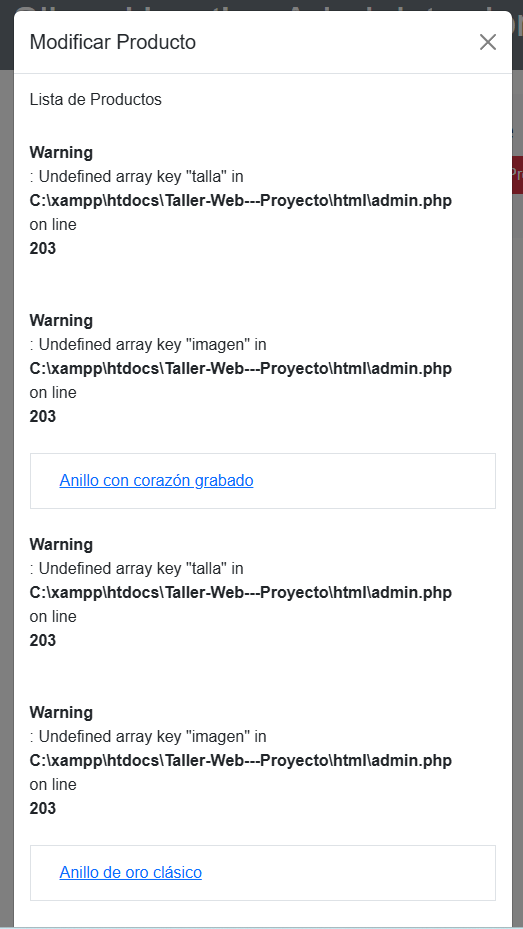 Modificar Producto
Lista de Productos
Warning
: Undefined array key "talla" in
C:\xampp\htdocs\Taller-Web---Proyecto\html\admin.php
on line
203
Warning
: Undefined array key "imagen" in
C:\xampp\htdocs\Taller-Web---Proyecto\html\admin.php
on line
203
Anillo con corazón grabado
Warning
: Undefined array key "talla" in
C:\xampp\htdocs\Taller-Web---Proyecto\html\admin.php
on line
203
Warning
: Undefined array key "imagen" in
C:\xampp\htdocs\Taller-Web---Proyecto\html\admin.php
on line
203
Anillo de oro clásico